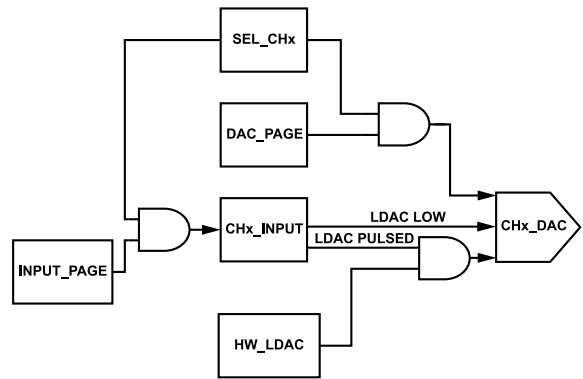 SEL_CHx
DAC_PAGE
CHx_INPUT
LDAC LOW
CHx_DAC
LDAC PULSED
INPUT_PAGE
HW_LDAC